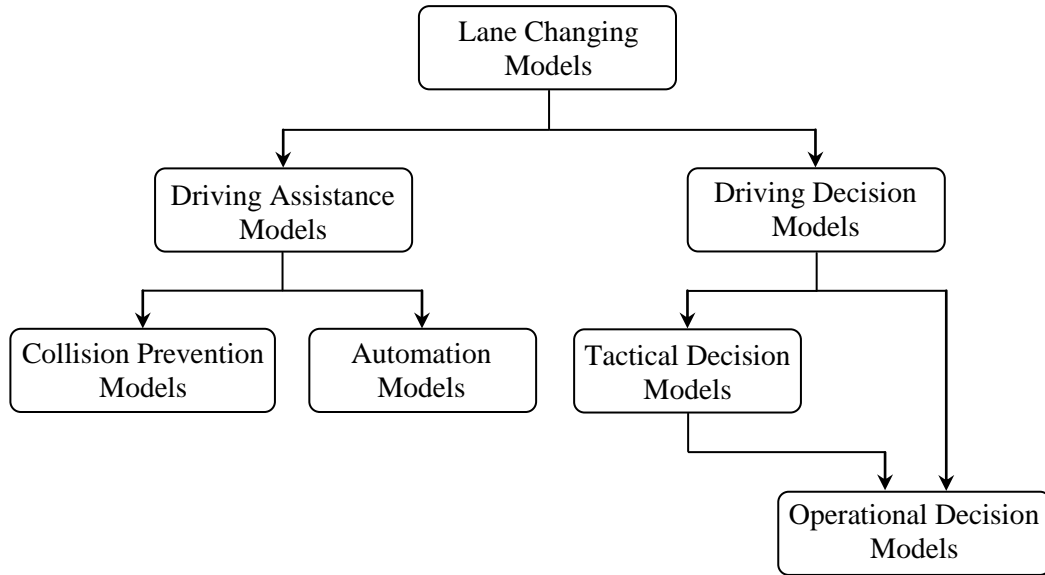 Lane Changing
Models
Driving Assistance
Models
Driving Decision
Models
Collision Prevention
Models
Automation
Models
Tactical Decision
Models
Operational Decision
Models